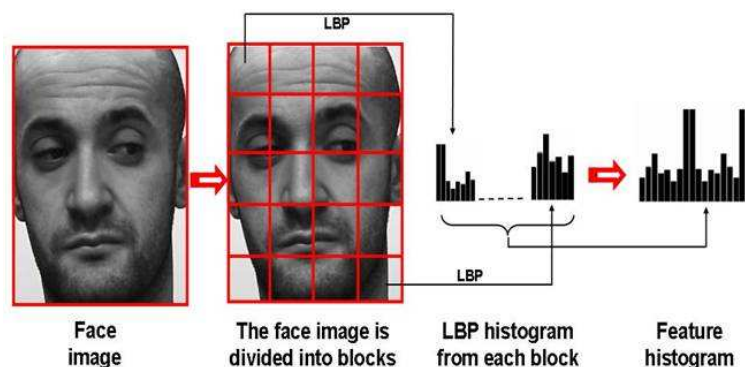 LBP
LBP
Face
image
The face image is
divided into blocks
LBP histogram
from each block
Feature
histogram